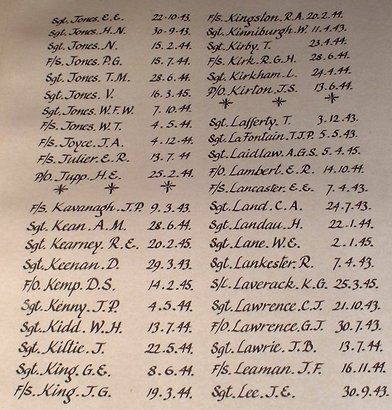 Sgt. Jones. E.E. 22-10-43.
Sgt. Jones. H.N. 30-9-43.
Sgt. Jones. N. 15.2.44.
F/s. Jones. P.G. 15.7.44
Sgt. Jones. T.M. 28.6.44.
Sgt. Jones. V. 16.3.45.
Sgt. Jones. W.F.W. 7.10.44.
F/s. Jones. W.T. 4.5.44.
F/s. Joyce. J.A. 4-12-44.
F/s. Julier. E.R. 13.7.44
P/O. Jupp. H.E. 25.2.44.
F/s. Kavanagh. J.P. 9.3.43.
Sgt. Kean. A.M. 28.6.44.
Sgt. Kearney. R.E. 20.2.45.
Sgt. Keenan. D. 29.3.43.
F/O. Kemp. D.S. 14.2.45.
Sgt. Kenny. J.P. 4.5.44.
Sgt. Kidd. W.H. 13.7.44.
Sgt. Killie. J. 22.5.44.
Sgt. King. G.E. 8.6.44.
F/s. King. J.G. 19.3.44.
F/s. Kingston. R.A. 20.2.44.
Sgt. Kinniburgh. W. 11.4.43.
Sgt. Kirby. T. 23.4.44.
F/s. Kirk. R.G.H. 28.6.44.
Sgt. Kirkham. L. 24.4.44.
P/O. Kirton. J.S. 13.6.44.
Sgt. Lafferty. T. 3.12.43.
Sgt. La Fontain. T.J.P. 5.5.43.
Sgt. Laidlaw. A.G.S. 5.4.45.
F/O. Lambert. E.R. 14.10.44.
F/s. Lancaster. E.E. 7.4.43.
Sgt. Land. C.A. 24.7.43.
Sgt. Landau. H. 22.1.44.
Sgt. Lane. W.E. 2.1.45.
Sgt. Lankester. R. 7.4.43.
S/L. Laverack. K.G. 25.3.45.
Sgt. Lawrence. C.T. 21.10.43.
F/O. Lawrence. G.J. 30.7.43.
Sgt. Lawrie. J.B. 13.7.44.
F/s. Leaman. J.F. 16.11.44.
Sgt. Lee. J.E. 30.9.43.